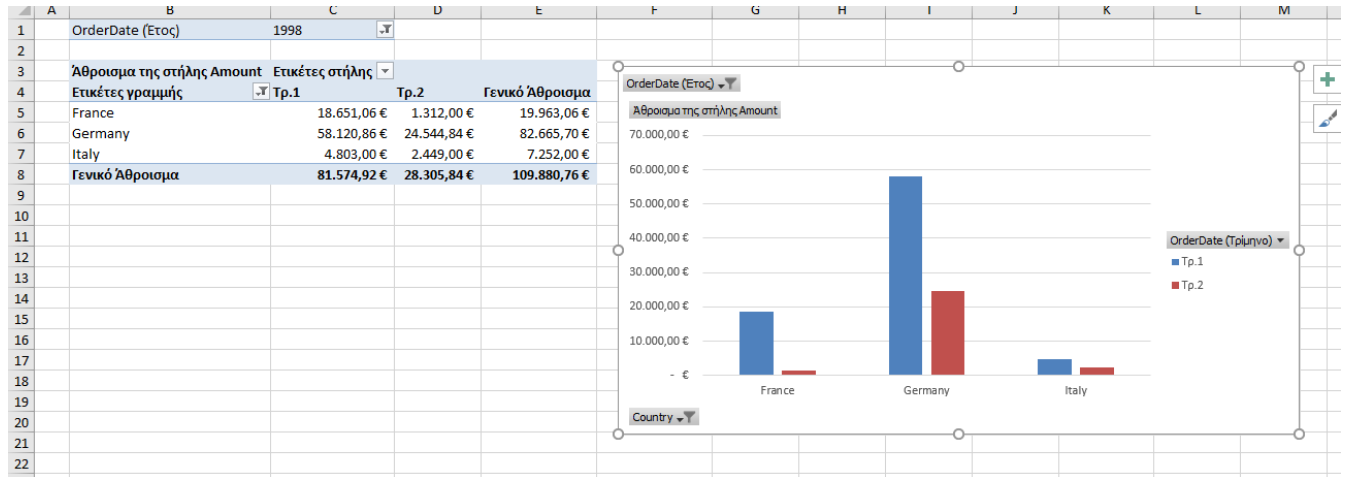 A B C D E F G H I J K L M
1 OrderDate (Έτος) 1998
2
3 Άθροισμα της στήλης Amount Ετικέτες στήλης
4 Ετικέτες γραμμής Τρ.1 Τρ.2 Γενικό Άθροισμα
5 France 18.651,06 € 1.312,00 € 19.963,06 €
6 Germany 58.120,86 € 24.544,84 € 82.665,70 €
7 Italy 4.803,00 € 2.449,00 € 7.252,00 €
8 Γενικό Άθροισμα 81.574,92 € 28.305,84 € 109.880,76 €
9
10
11
12
13
14
15
16
17
18
19
20
21
22
OrderDate (Έτος)
Άθροισμα της στήλης Amount
70.000,00 €
60.000,00 €
50.000,00 €
40.000,00 €
30.000,00 €
20.000,00 €
10.000,00 €
- €
France Germany Italy
OrderDate (Τρίμηνο)
Τρ.1
Τρ.2
Country